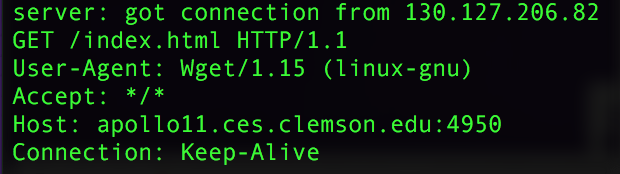 server: got connection from 130.127.206.82
GET /index.html HTTP/1.1
User-Agent: Wget/1.15 (linux-gnu)
Accept: */*
Host: apollo11.ces.clemson.edu:4950
Connection: Keep-Alive